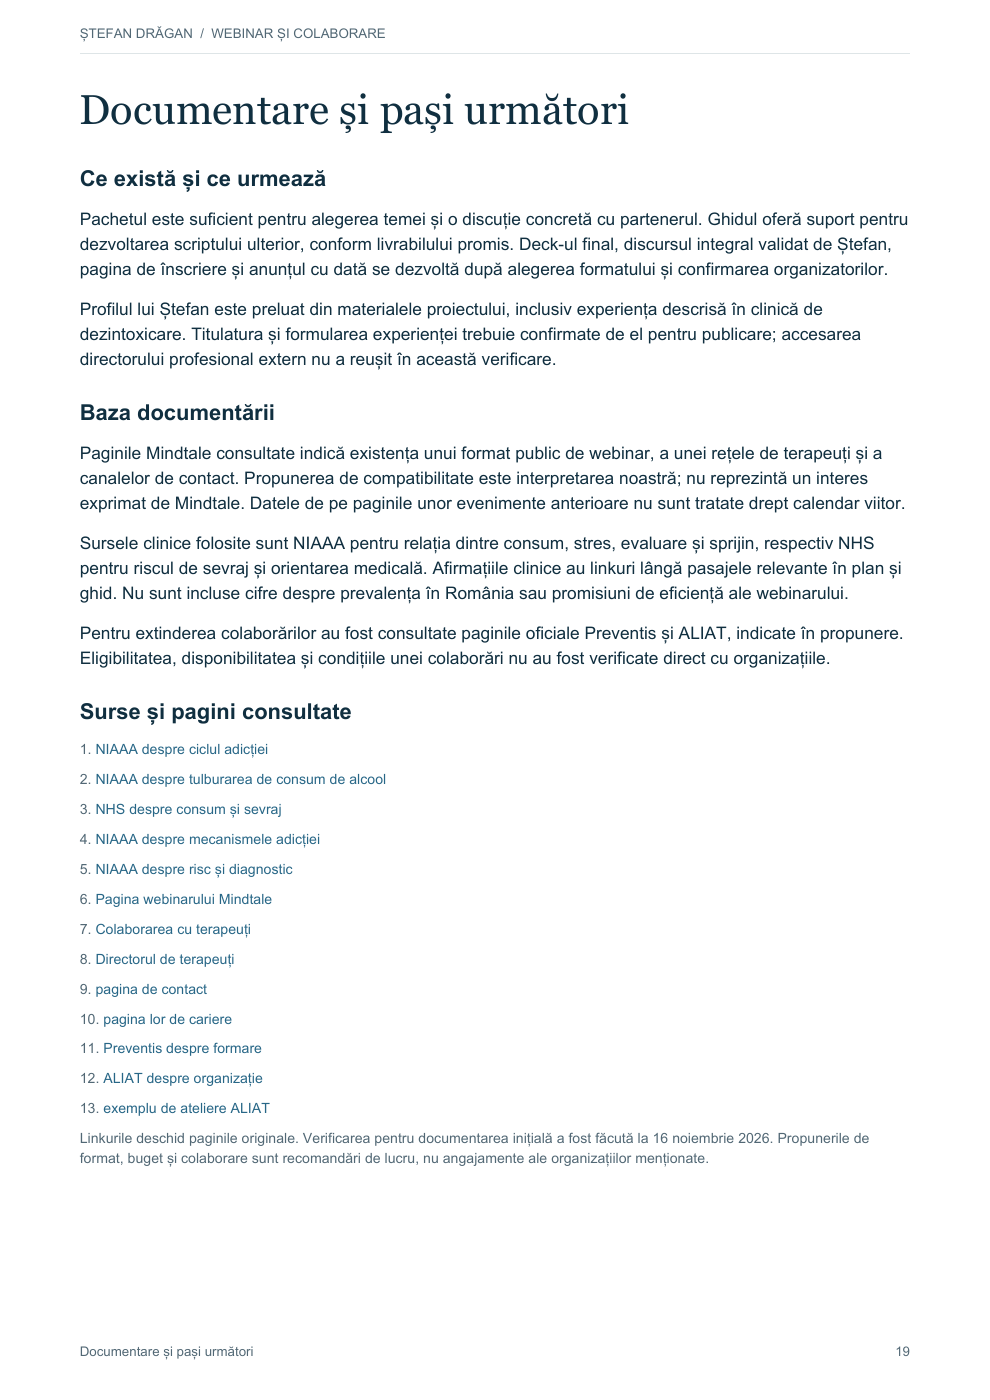 ȘTEFAN DRĂGAN / WEBINAR ȘI COLABORARE
Documentare și pași următori
Ce există și ce urmează
Pachetul este suficient pentru alegerea temei și o discuție concretă cu partenerul. Ghidul oferă suport pentru
dezvoltarea scriptului ulterior, conform livrabilului promis. Deck-ul final, discursul integral validat de Ștefan,
pagina de înscriere și anunțul cu dată se dezvoltă după alegerea formatului și confirmarea organizatorilor.
Profilul lui Ștefan este preluat din materialele proiectului, inclusiv experiența descrisă în clinică de
dezintoxicare. Titulatura și formularea experienței trebuie confirmate de el pentru publicare; accesarea
directorului profesional extern nu a reușit în această verificare.
Baza documentării
Paginile Mindtale consultate indică existența unui format public de webinar, a unei rețele de terapeuți și a
canalelor de contact. Propunerea de compatibilitate este interpretarea noastră; nu reprezintă un interes
exprimat de Mindtale. Datele de pe paginile unor evenimente anterioare nu sunt tratate drept calendar viitor.
Sursele clinice folosite sunt NIAAA pentru relația dintre consum, stres, evaluare și sprijin, respectiv NHS
pentru riscul de sevraj și orientarea medicală. Afirmațiile clinice au linkuri lângă pasajele relevante în plan și
ghid. Nu sunt incluse cifre despre prevalența în România sau promisiuni de eficiență ale webinarului.
Pentru extinderea colaborărilor au fost consultate paginile oficiale Preventis și ALIAT, indicate în propunere.
Eligibilitatea, disponibilitatea și condițiile unei colaborări nu au fost verificate direct cu organizațiile.
Surse și pagini consultate
1. NIAAA despre ciclul adicției
2. NIAAA despre tulburarea de consum de alcool
3. NHS despre consum și sevraj
4. NIAAA despre mecanismele adicției
5. NIAAA despre risc și diagnostic
6. Pagina webinarului Mindtale
7. Colaborarea cu terapeuți
8. Directorul de terapeuți
9. pagina de contact
10. pagina lor de cariere
11. Preventis despre formare
12. ALIAT despre organizație
13. exemplu de ateliere ALIAT
Linkurile deschid paginile originale. Verificarea pentru documentarea inițială a fost făcută la 16 noiembrie 2026. Propunerile de
format, buget și colaborare sunt recomandări de lucru, nu angajamente ale organizațiilor menționate.
Documentare și pași următori
19